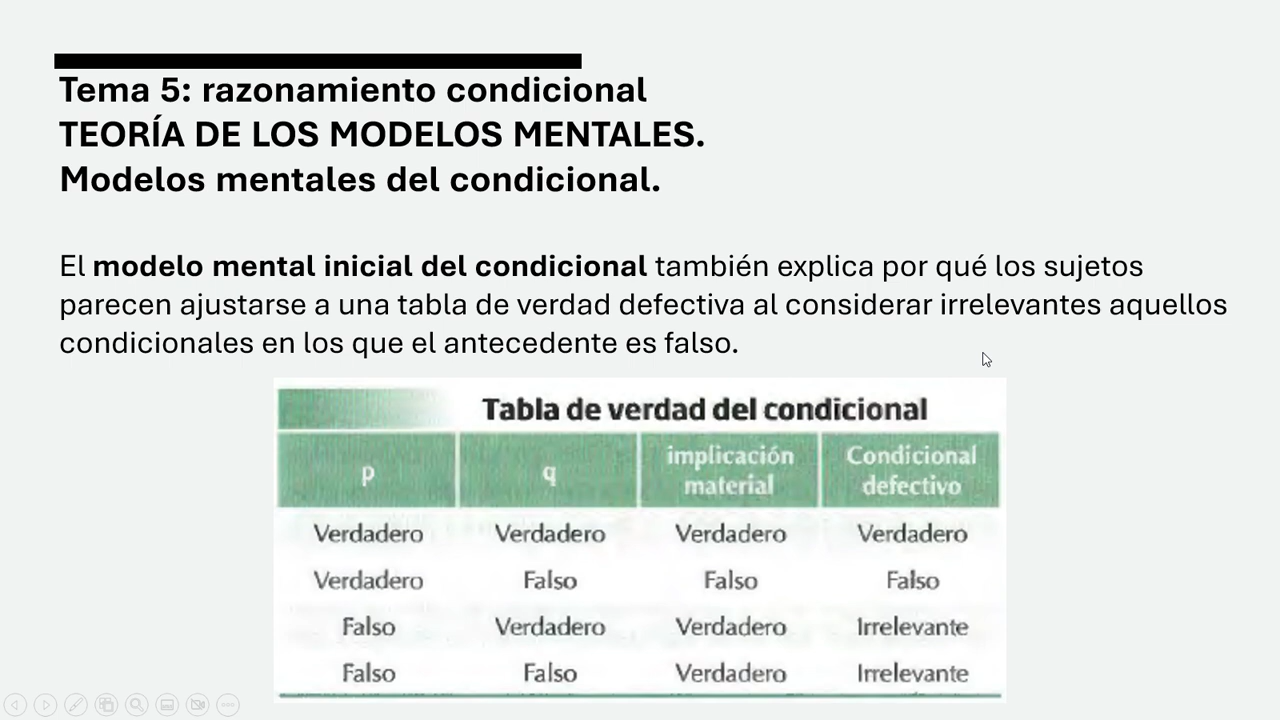 Tema 5: razonamiento condicional
TEORÍA DE LOS MODELOS MENTALES.
Modelos mentales del condicional.
El modelo mental inicial del condicional también explica por qué los sujetos
parecen ajustarse a una tabla de verdad defectiva al considerar irrelevantes aquellos
condicionales en los que el antecedente es falso.
Tabla de verdad del condicional
p q implicación material Condicional defectivo
Verdadero Verdadero Verdadero Verdadero
Verdadero Falso Falso Falso
Falso Verdadero Verdadero Irrelevante
Falso Falso Verdadero Irrelevante